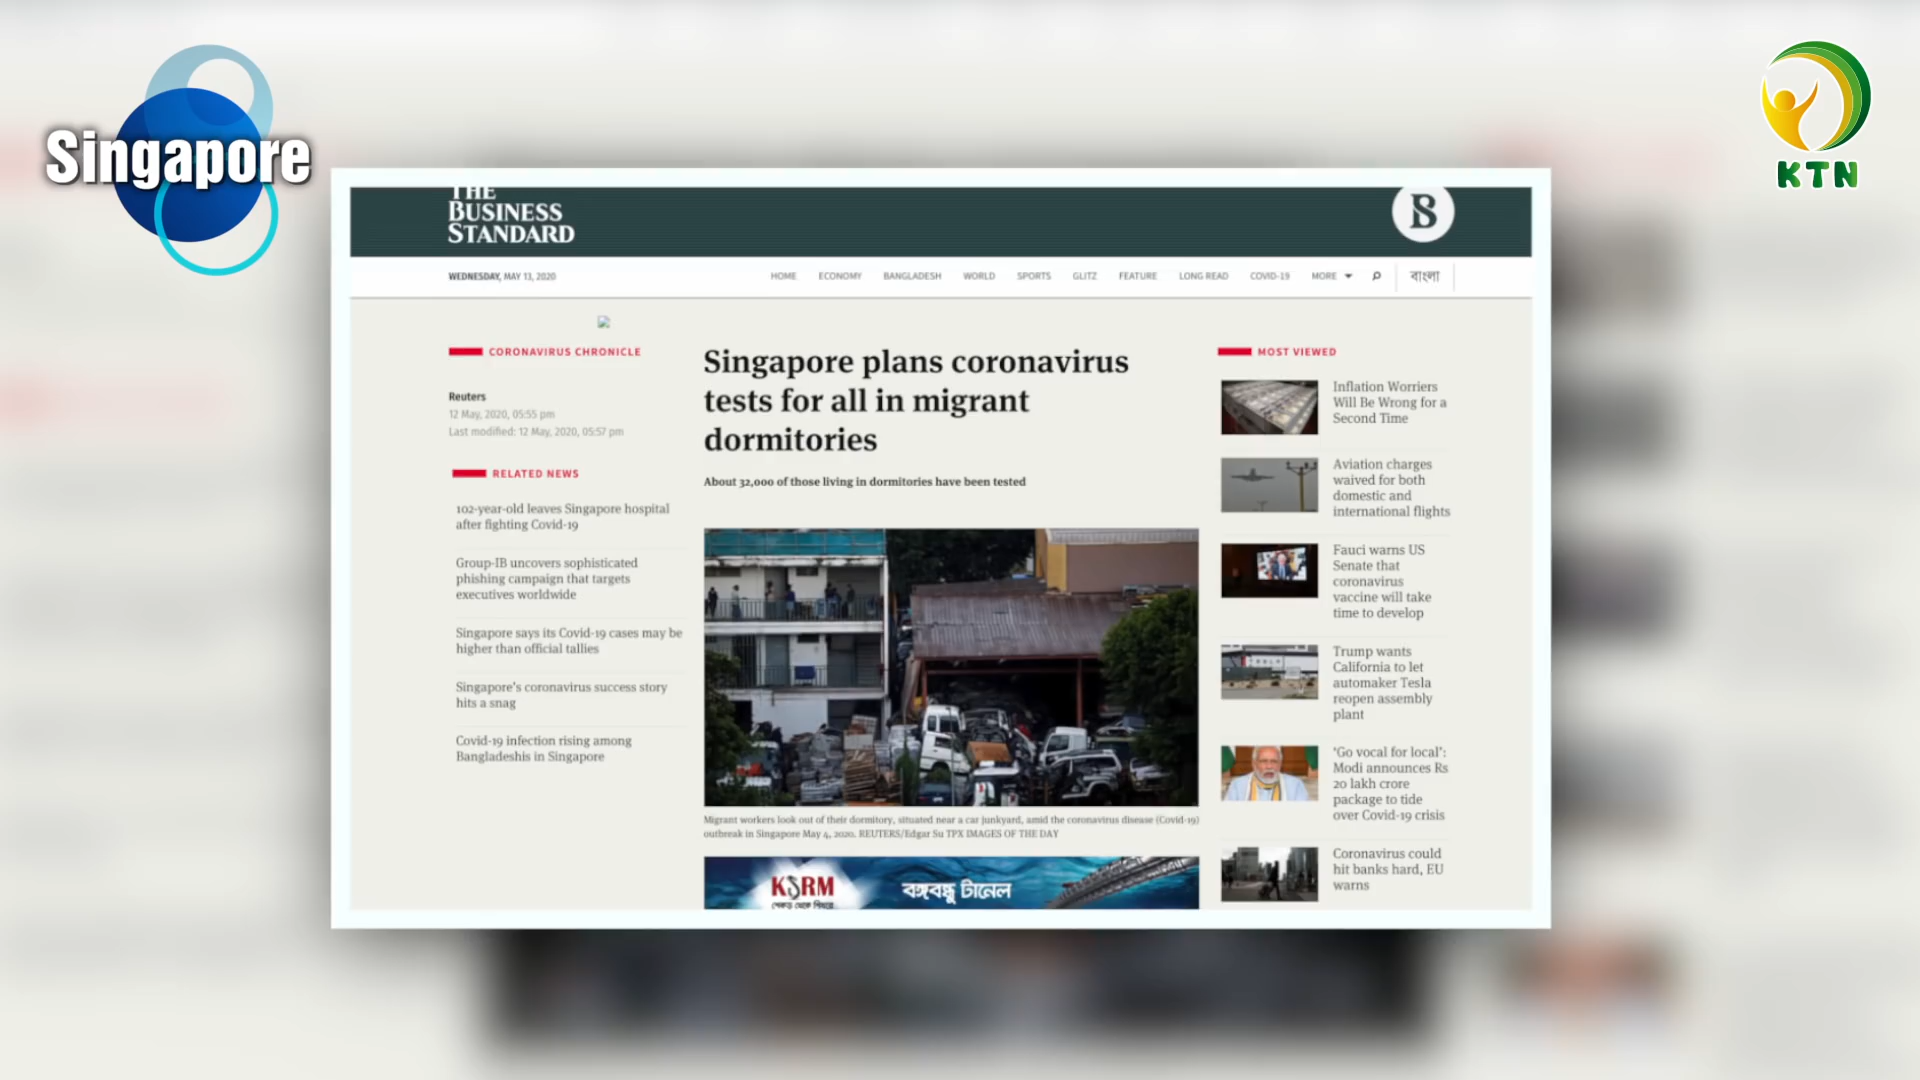 Singapore
KTN
THE
BUSINESS
STANDARD
WEDNESDAY, MAY 13, 2020
HOME ECONOMY BANGLADESH WORLD SPORTS GLITZ FEATURE LONG READ COVID-19 MORE বাংলা
CORONAVIRUS CHRONICLE
Reuters
12 May, 2020, 05:55 pm
Last modified: 12 May, 2020, 05:57 pm
RELATED NEWS
102-year-old leaves Singapore hospital
after fighting Covid-19
Group-IB uncovers sophisticated
phishing campaign that targets
executives worldwide
Singapore says its Covid-19 cases may be
higher than official tallies
Singapore's coronavirus success story
hits a snag
Covid-19 infection rising among
Bangladeshis in Singapore
Singapore plans coronavirus
tests for all in migrant
dormitories
About 32,000 of those living in dormitories have been tested
Migrant workers look out of their dormitory, situated near a car junkyard, amid the coronavirus disease (Covid-19)
outbreak in Singapore May 4, 2020. REUTERS/Edgar Su TPX IMAGES OF THE DAY
KSRM
বঙ্গবন্ধু টানেল
MOST VIEWED
Inflation Worriers
Will Be Wrong for a
Second Time
Aviation charges
waived for both
domestic and
international flights
Fauci warns US
Senate that
coronavirus
vaccine will take
time to develop
Trump wants
California to let
automaker Tesla
reopen assembly
plant
'Go vocal for local':
Modi announces Rs
20 lakh crore
package to tide
over Covid-19 crisis
Coronavirus could
hit banks hard, EU
warns